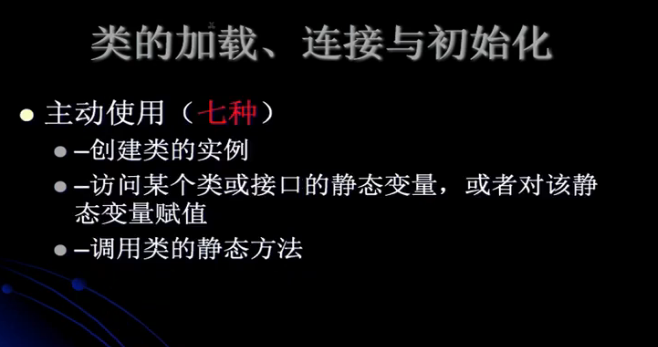 类的加载、连接与初始化
主动使用（七种）
–创建类的实例
–访问某个类或接口的静态变量，或者对该静
态变量赋值
–调用类的静态方法